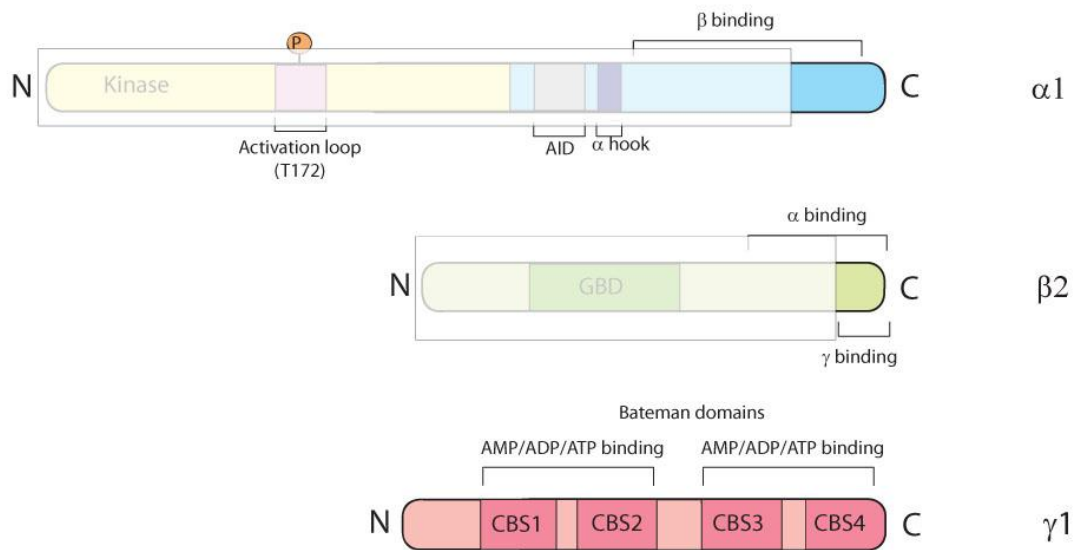 β binding
P
N Kinase C α1
Activation loop
(T172)
AID
α hook
α binding
N GBD C β2
γ binding
Bateman domains
AMP/ADP/ATP binding AMP/ADP/ATP binding
N CBS1 CBS2 CBS3 CBS4 C γ1